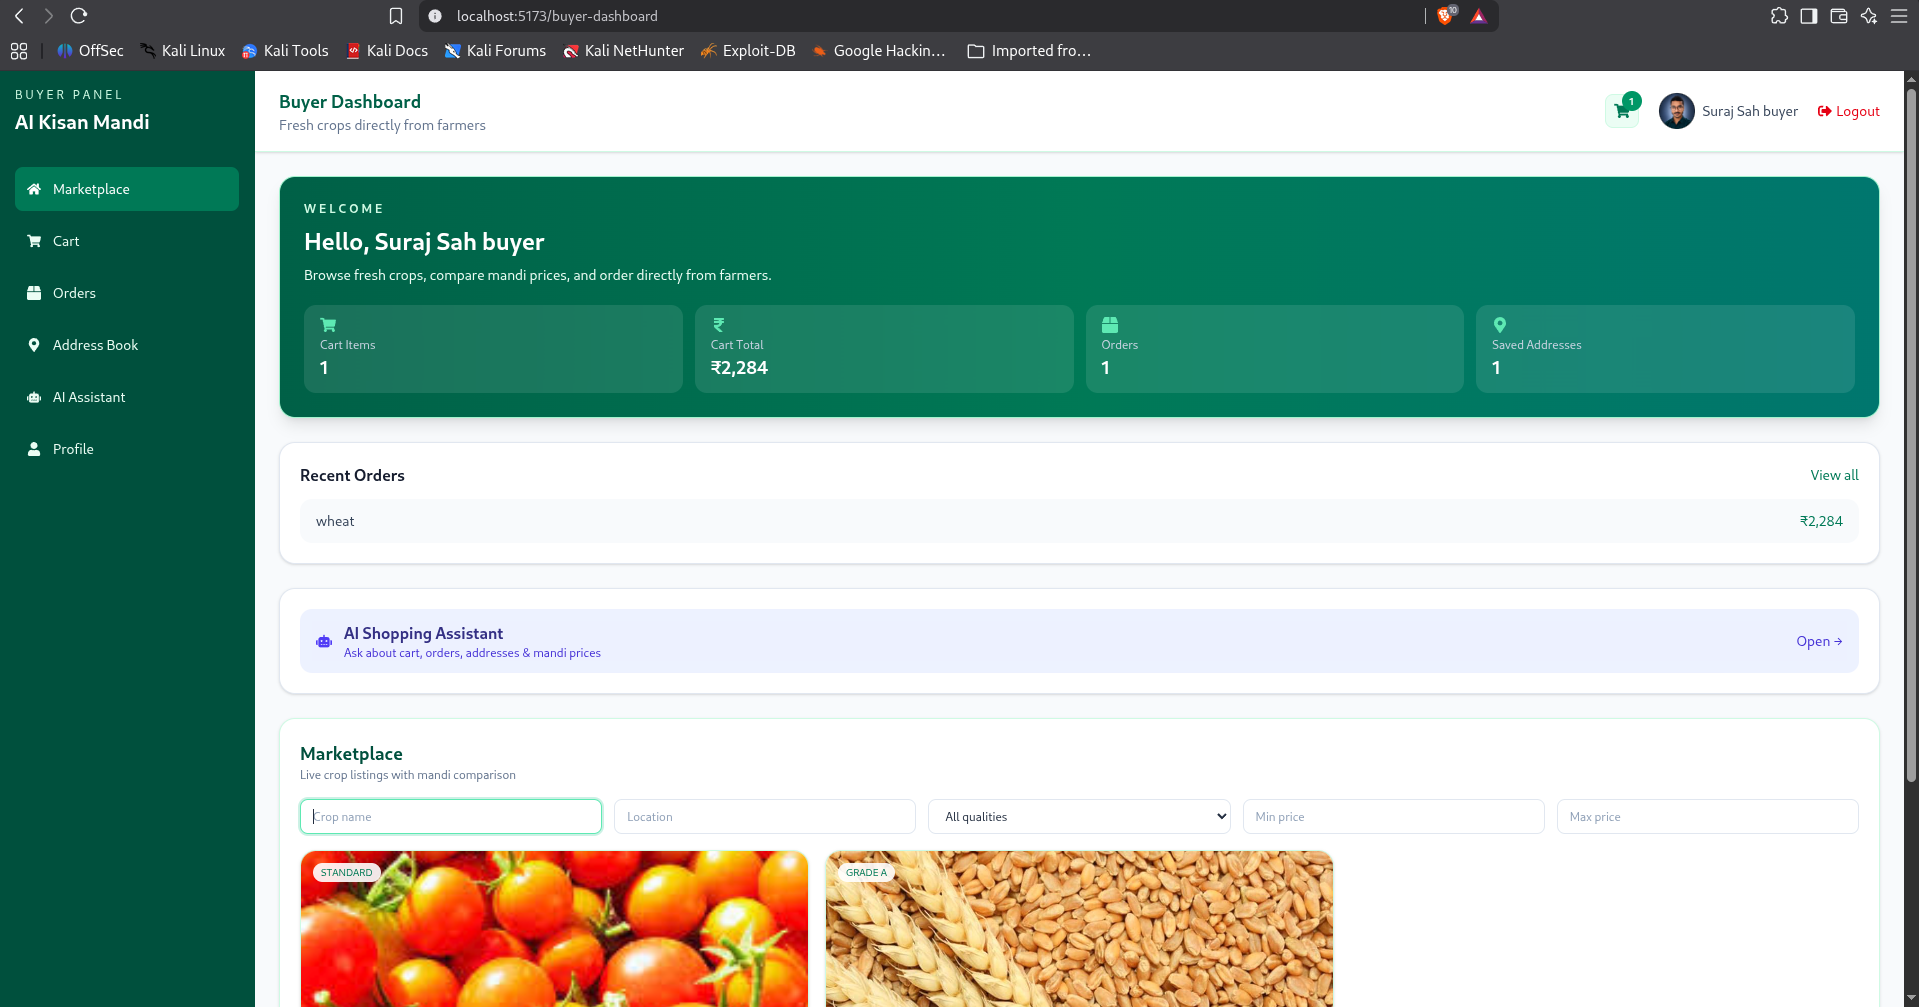 localhost:5173/buyer-dashboard
10
OffSec
Kali Linux
Kali Tools
Kali Docs
Kali Forums
Kali NetHunter
Exploit-DB
Google Hackin...
Imported fro...
BUYER PANEL
AI Kisan Mandi
Marketplace
Cart
Orders
Address Book
AI Assistant
Profile
Buyer Dashboard
Fresh crops directly from farmers
1
Suraj Sah buyer
Logout
WELCOME
Hello, Suraj Sah buyer
Browse fresh crops, compare mandi prices, and order directly from farmers.
Cart Items
1
₹
Cart Total
₹2,284
Orders
1
Saved Addresses
1
Recent Orders
View all
wheat
₹2,284
AI Shopping Assistant
Ask about cart, orders, addresses & mandi prices
Open →
Marketplace
Live crop listings with mandi comparison
Crop name
Location
All qualities
Min price
Max price
STANDARD
GRADE A